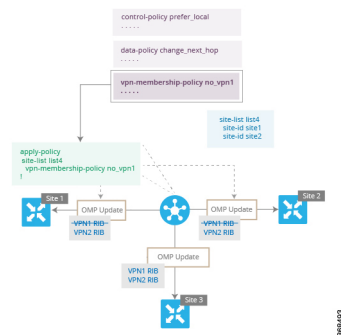 control-policy prefer_local
. . . . .
data-policy change_next_hop
. . . . .
vpn-membership-policy no_vpn1
. . . . .
site-list list4
site-id site1
site-id site2
apply-policy
site-list list4
vpn-membership-policy no_vpn1
!
Site 1
OMP Update
VPN1 RIB
VPN2 RIB
OMP Update
Site 2
VPN1 RIB
VPN2 RIB
OMP Update
VPN1 RIB
VPN2 RIB
Site 3
368493